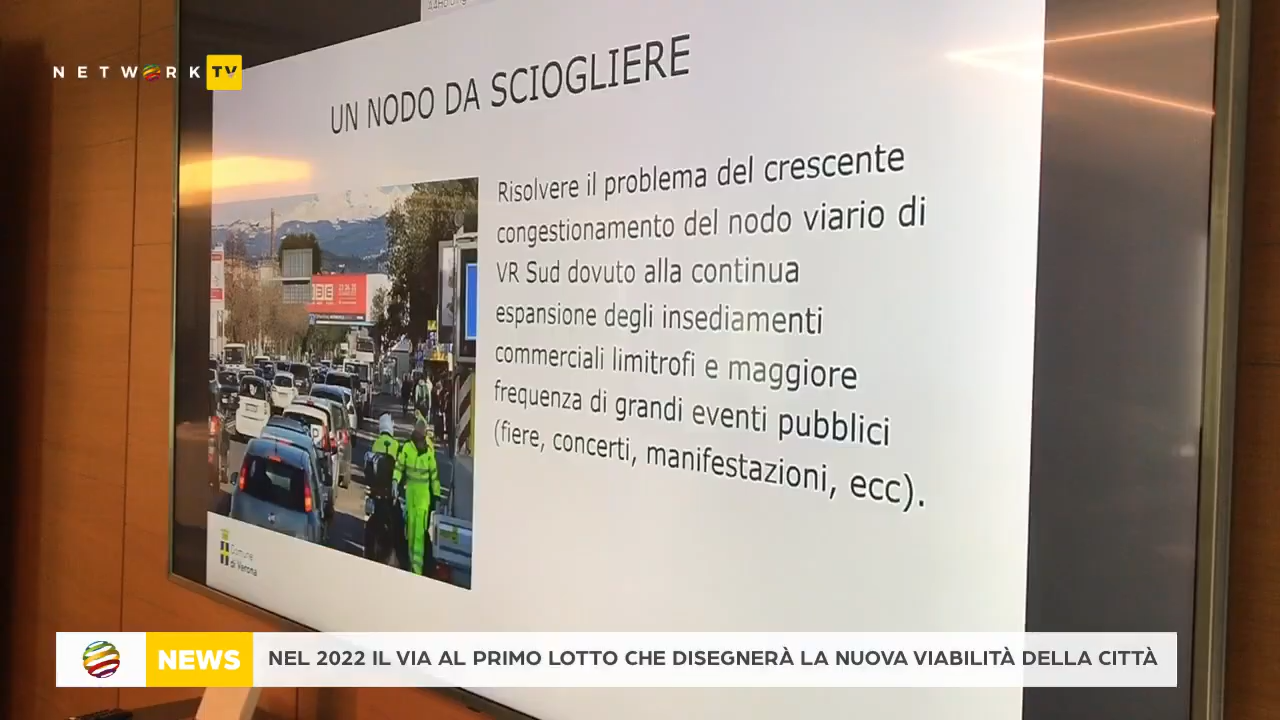 NETWORK TV
UN NODO DA SCIOGLIERE
Risolvere il problema del crescente
congestionamento del nodo viario di
VR Sud dovuto alla continua
espansione degli insediamenti
commerciali limitrofi e maggiore
frequenza di grandi eventi pubblici
(fiere, concerti, manifestazioni, ecc).
Comune
di Verona
NEWS NEL 2022 IL VIA AL PRIMO LOTTO CHE DISEGNERÀ LA NUOVA VIABILITÀ DELLA CITTÀ